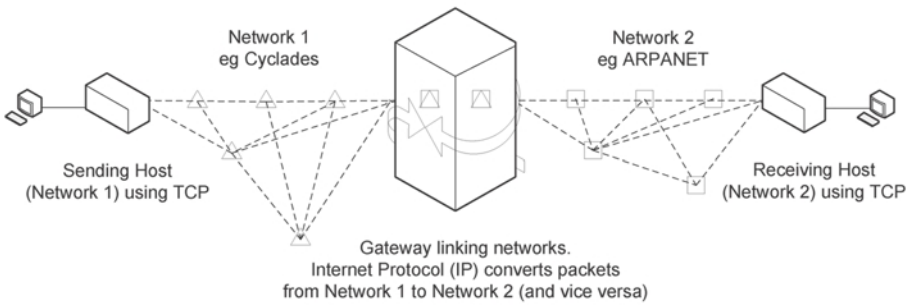 Network 1
eg Cyclades
Network 2
eg ARPANET
Sending Host
(Network 1) using TCP
Receiving Host
(Network 2) using TCP
Gateway linking networks.
Internet Protocol (IP) converts packets
from Network 1 to Network 2 (and vice versa)